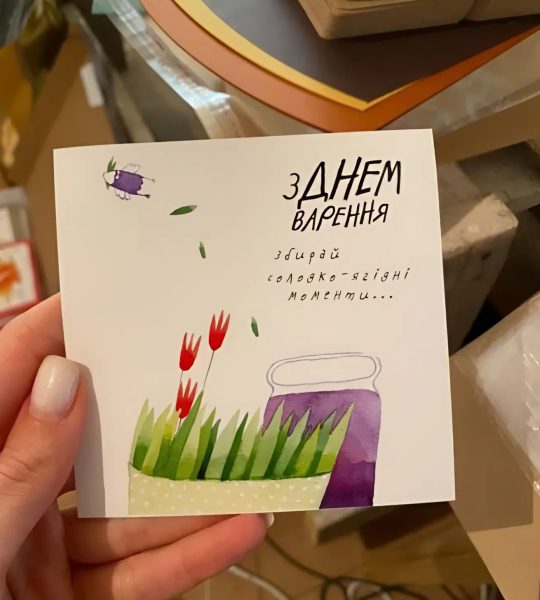 З ДНЕМ
ВАРЕННЯ
збирай
солодко-ягідні
моменти...